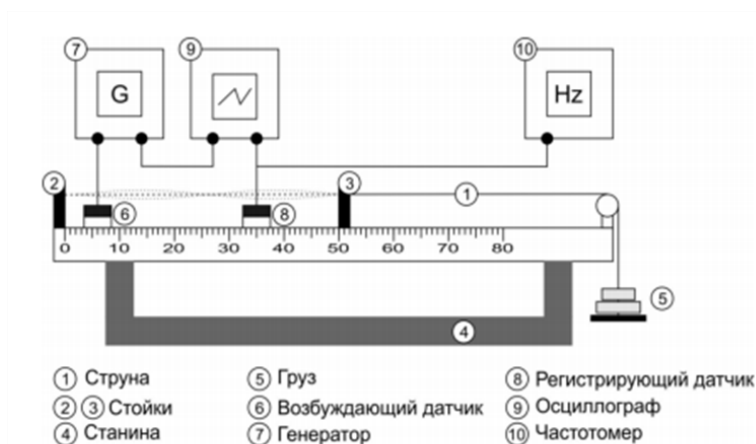 ⑦ ⑨ ⑩
G Hz
② ③ ①
⑥ ⑧
0 10 20 30 40 50 60 70 80
⑤
④
① Струна ⑤ Груз ⑧ Регистрирующий датчик
② ③ Стойки ⑥ Возбуждающий датчик ⑨ Осциллограф
④ Станина ⑦ Генератор ⑩ Частотомер